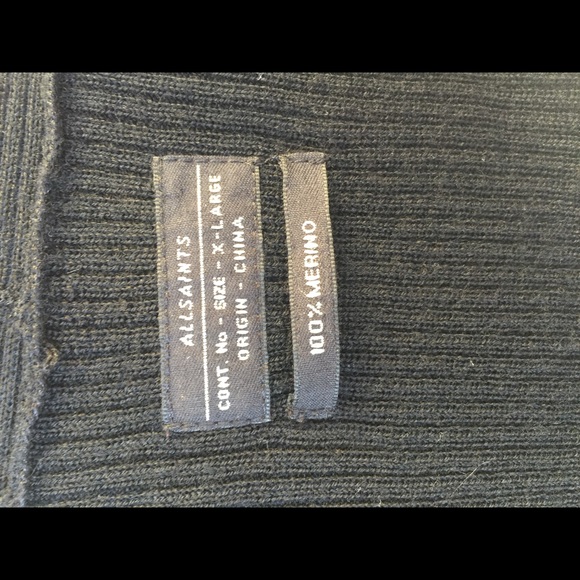 ALLSAINTS
CONT. No - SIZE - X-LARGE
ORIGIN - CHINA
100% MERINO